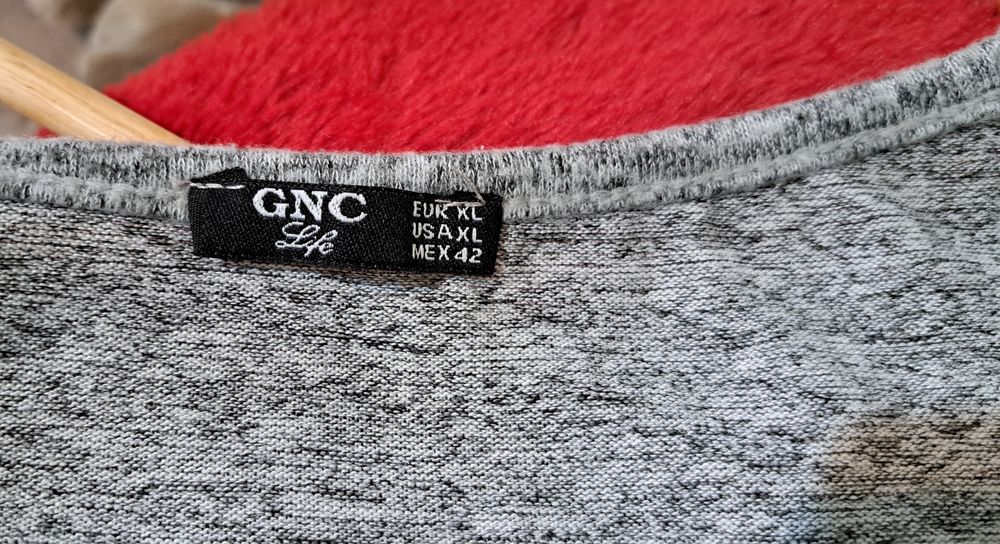 GNC
Life
EUR XL
USA XL
MEX 42